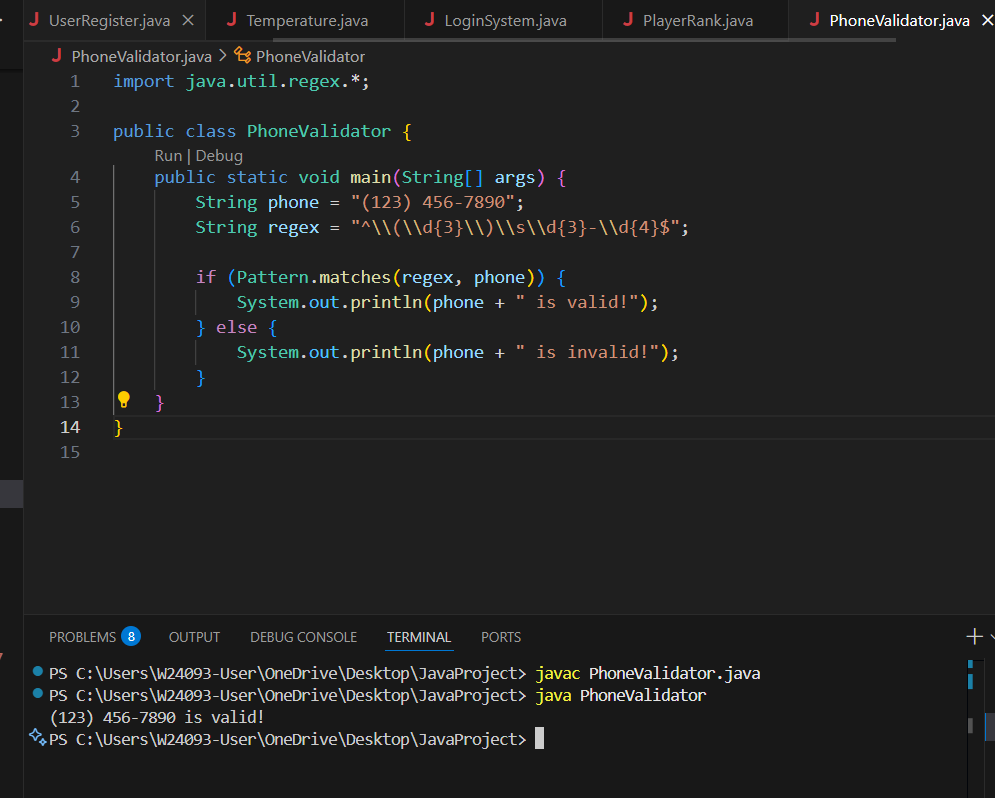 UserRegister.java
Temperature.java
LoginSystem.java
PlayerRank.java
PhoneValidator.java
PhoneValidator.java > PhoneValidator
1 import java.util.regex.*;
2
3 public class PhoneValidator {
Run | Debug
4 public static void main(String[] args) {
5 String phone = "(123) 456-7890";
6 String regex = "^\\(\\d{3}\\)\\s\\d{3}-\\d{4}$";
7
8 if (Pattern.matches(regex, phone)) {
9 System.out.println(phone + " is valid!");
10 } else {
11 System.out.println(phone + " is invalid!");
12 }
13 }
14 }
15
PROBLEMS 8 OUTPUT DEBUG CONSOLE TERMINAL PORTS
PS C:\Users\W24093-User\OneDrive\Desktop\JavaProject> javac PhoneValidator.java
PS C:\Users\W24093-User\OneDrive\Desktop\JavaProject> java PhoneValidator
(123) 456-7890 is valid!
PS C:\Users\W24093-User\OneDrive\Desktop\JavaProject>